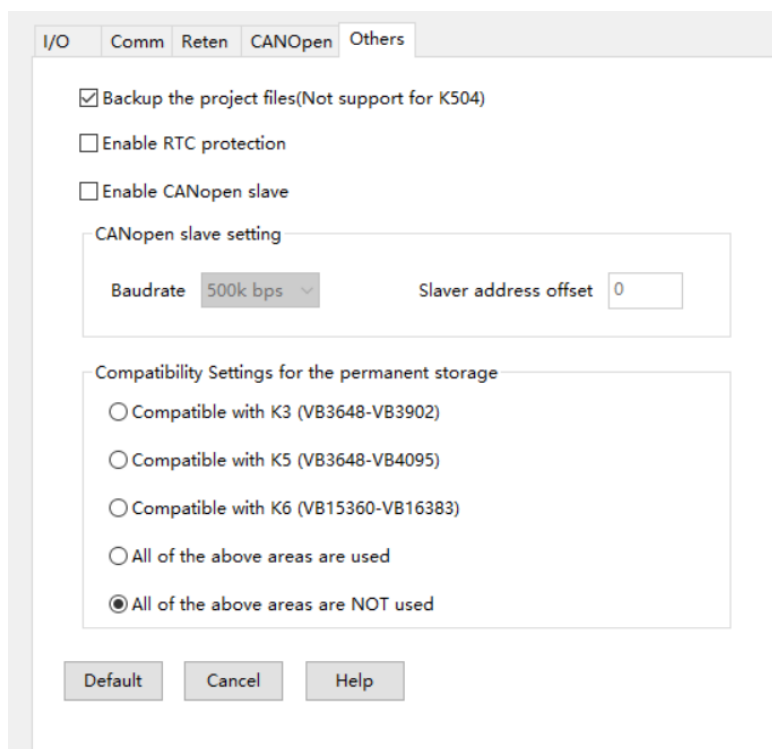 I/O Comm Reten CANOpen Others
Backup the project files(Not support for K504)
Enable RTC protection
Enable CANopen slave
CANopen slave setting
Baudrate 500k bps Slaver address offset 0
Compatibility Settings for the permanent storage
Compatible with K3 (VB3648-VB3902)
Compatible with K5 (VB3648-VB4095)
Compatible with K6 (VB15360-VB16383)
All of the above areas are used
All of the above areas are NOT used
Default Cancel Help